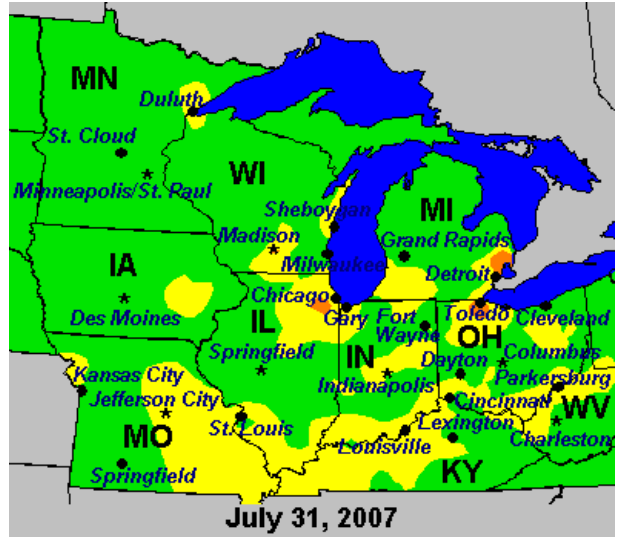 MN
Duluth
St. Cloud
WI
Minneapolis/St. Paul
MI
Sheboygan
Madison
Grand Rapids
IA
Milwaukee
Detroit
Chicago
Des Moines
IL
Gary Fort
Wayne
Toledo
Cleveland
OH
Springfield
IN
Dayton
Columbus
Kansas City
Indianapolis
Parkersburg
Jefferson City
Cincinnati
WV
MO
St. Louis
Lexington
Louisville
Charleston
Springfield
KY
July 31, 2007